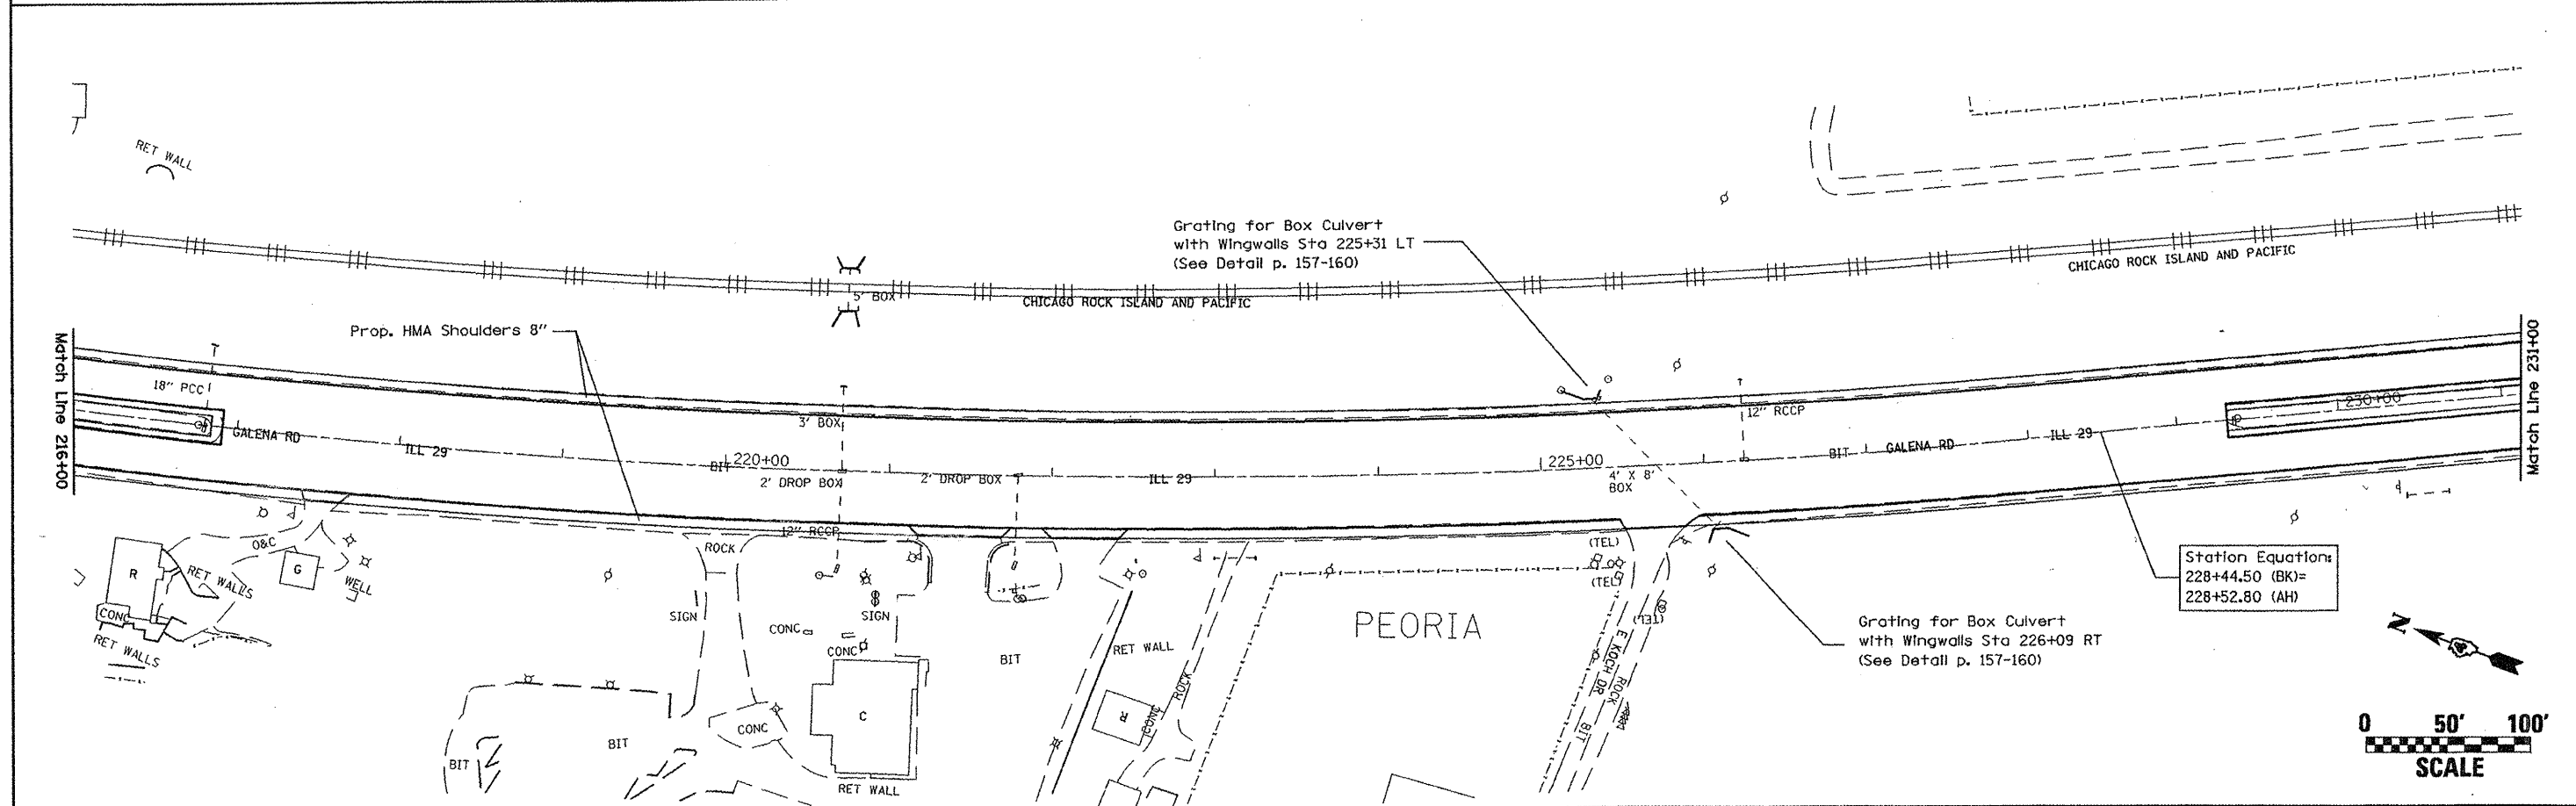 RET WALL
Grating for Box Culvert
with Wingwalls Sta 225+31 LT
(See Detail p. 157-160)
CHICAGO ROCK ISLAND AND PACIFIC
5' BOX
CHICAGO ROCK ISLAND AND PACIFIC
Prop. HMA Shoulders 8"
Match Line 216+00
Match Line 231+00
18" PCC
GALENA RD
ILL 29
3' BOX
BIT
220+00
2' DROP BOX
2' DROP BOX
ILL 29
225+00
4' X 8'
BOX
12" RCCP
BIT
GALENA RD
ILL 29
230+00
12" RCCP
ROCK
O&C
R
RET WALLS
G
WELL
CONC
RET WALLS
SIGN
SIGN
CONC
CONC
BIT
RET WALL
ROCK
CONC
R
PEORIA
(TEL)
(TEL)
(TEL)
E KOCH DR
ROCK
BIT
Station Equation:
228+44.50 (BK)=
228+52.80 (AH)
Grating for Box Culvert
with Wingwalls Sta 226+09 RT
(See Detail p. 157-160)
N
BIT
BIT
CONC
C
RET WALL
0 50' 100'
SCALE